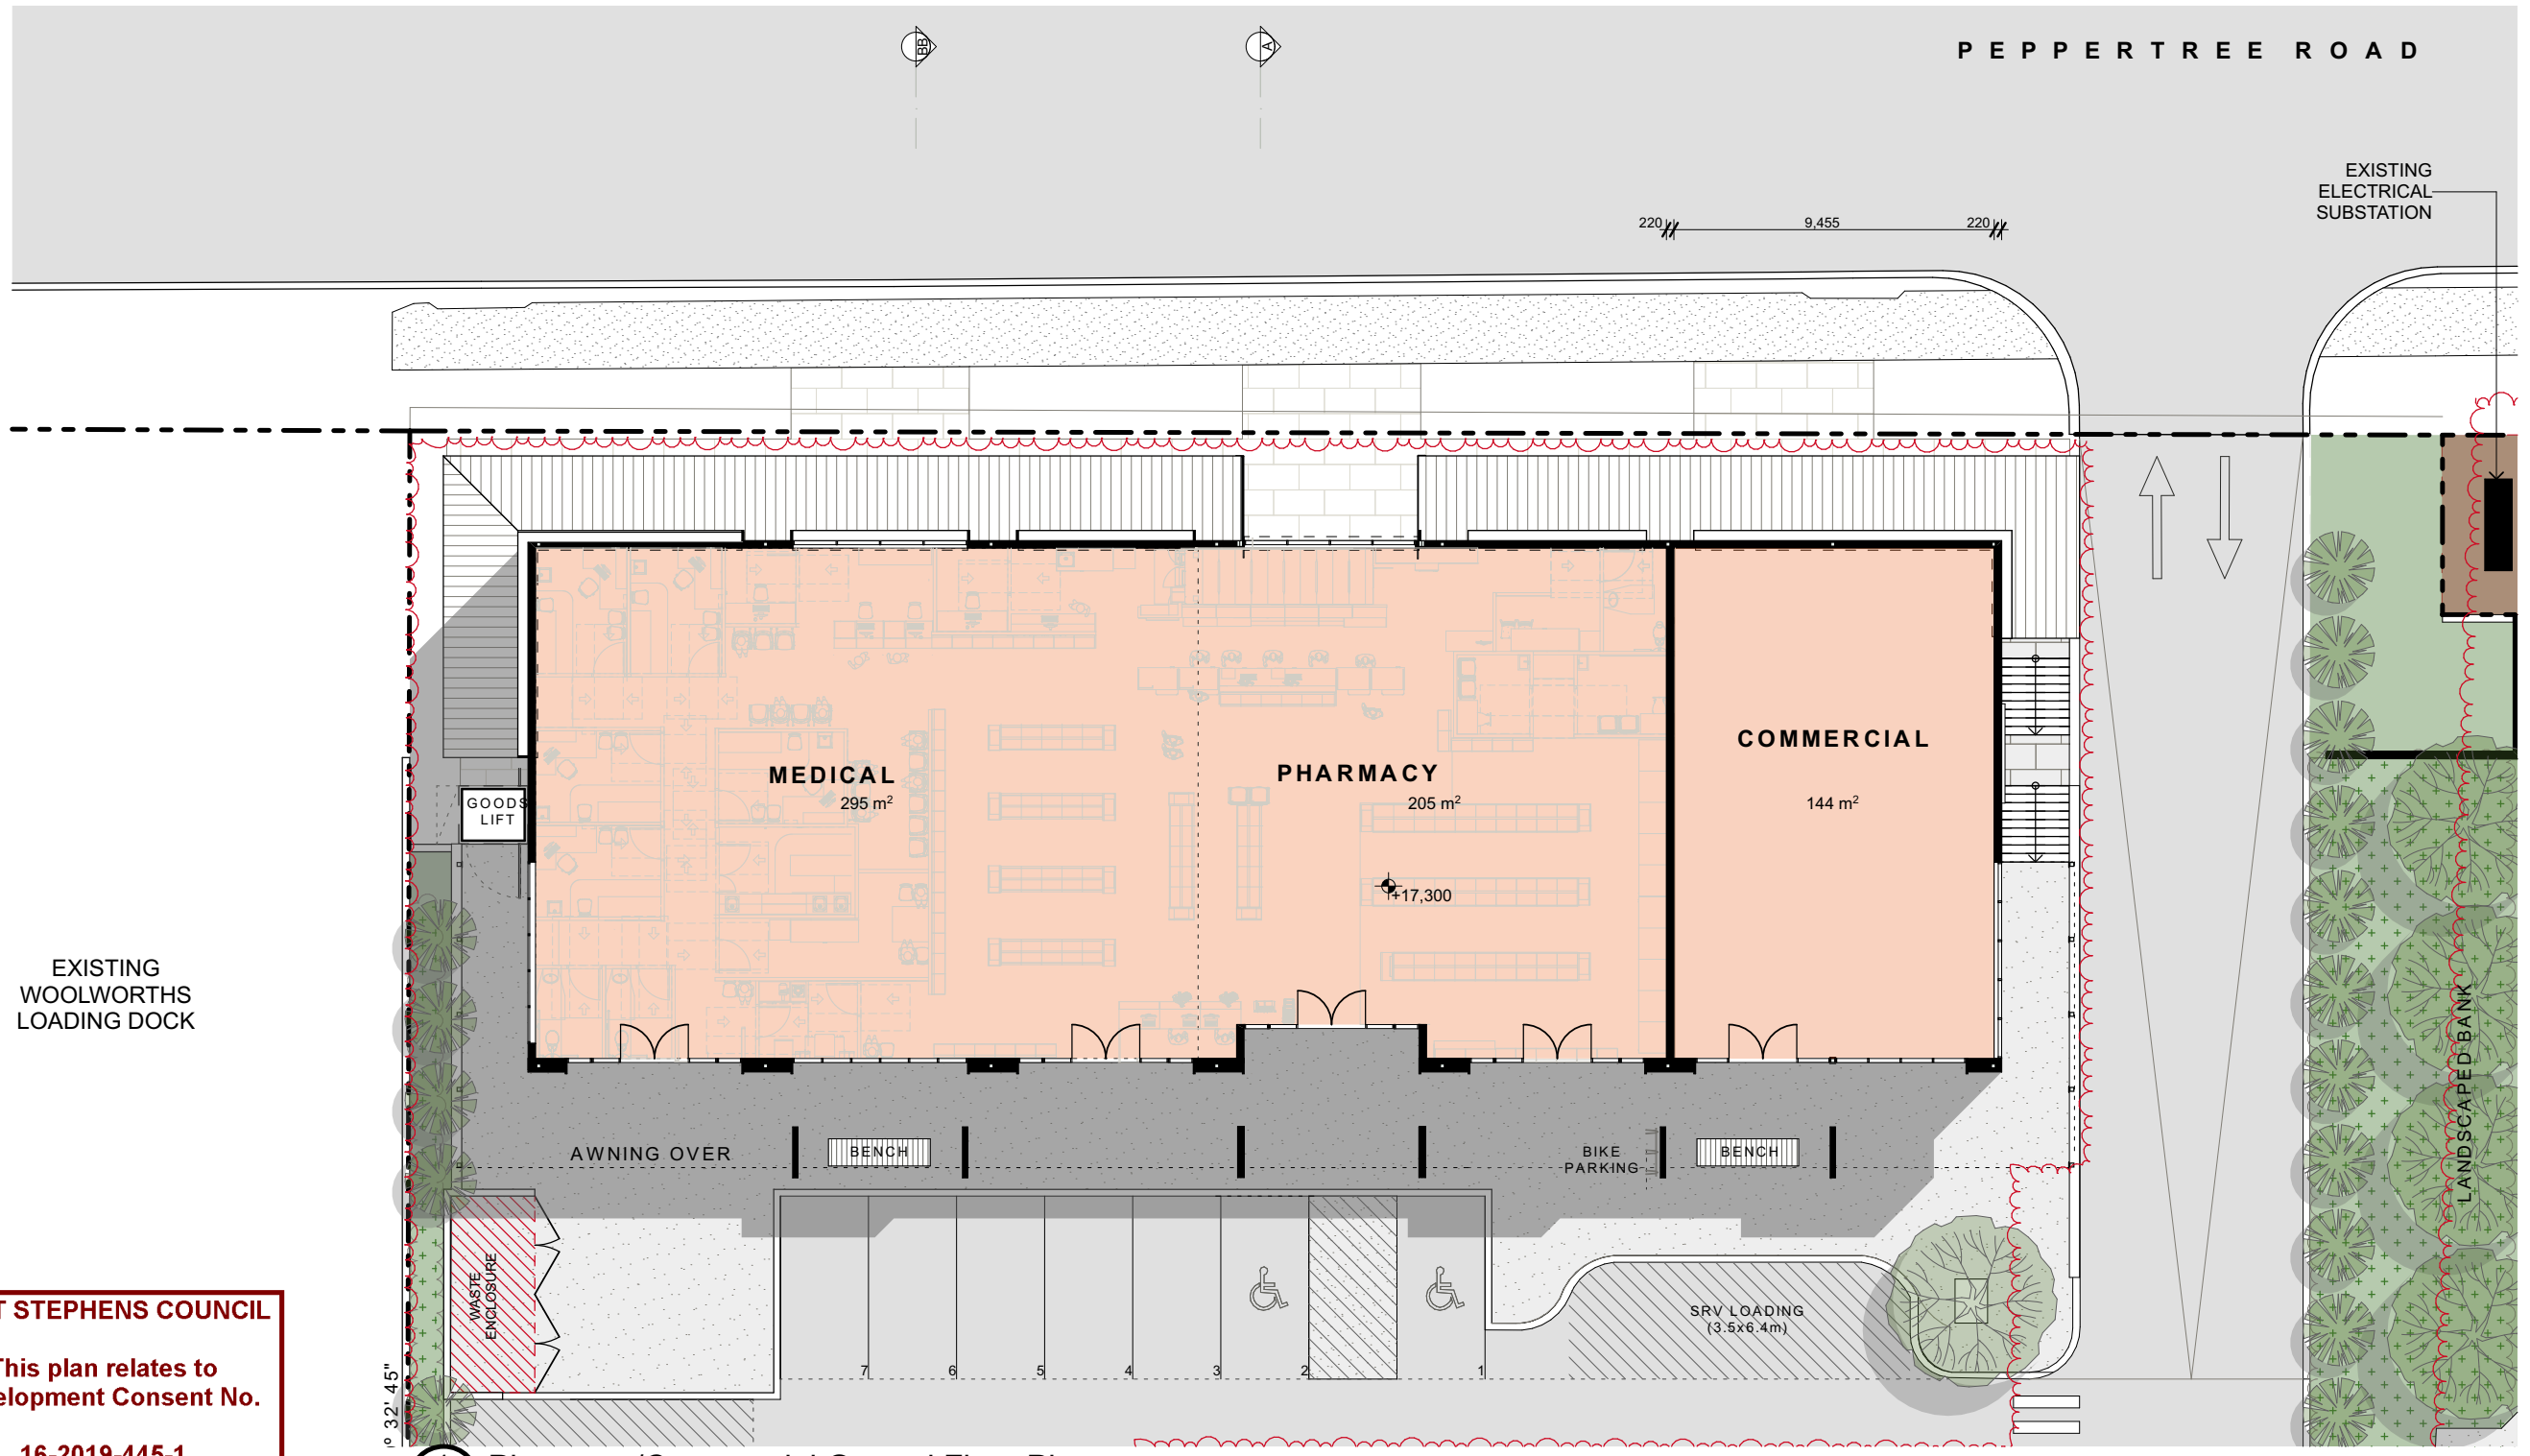 BB
A
PEPPERTREE ROAD
EXISTING
ELECTRICAL
SUBSTATION
220
9,455
220
MEDICAL
295 m²
PHARMACY
205 m²
COMMERCIAL
144 m²
GOODS
LIFT
+17,300
EXISTING
WOOLWORTHS
LOADING DOCK
AWNING OVER
BENCH
BIKE
PARKING
BENCH
LANDSCAPED BANK
WASTE
ENCLOSURE
7
6
5
4
3
2
1
SRV LOADING
(3.5x6.4m)
T STEPHENS COUNCIL
This plan relates to
elopment Consent No.
16-2019-445-1
° 32' 45"